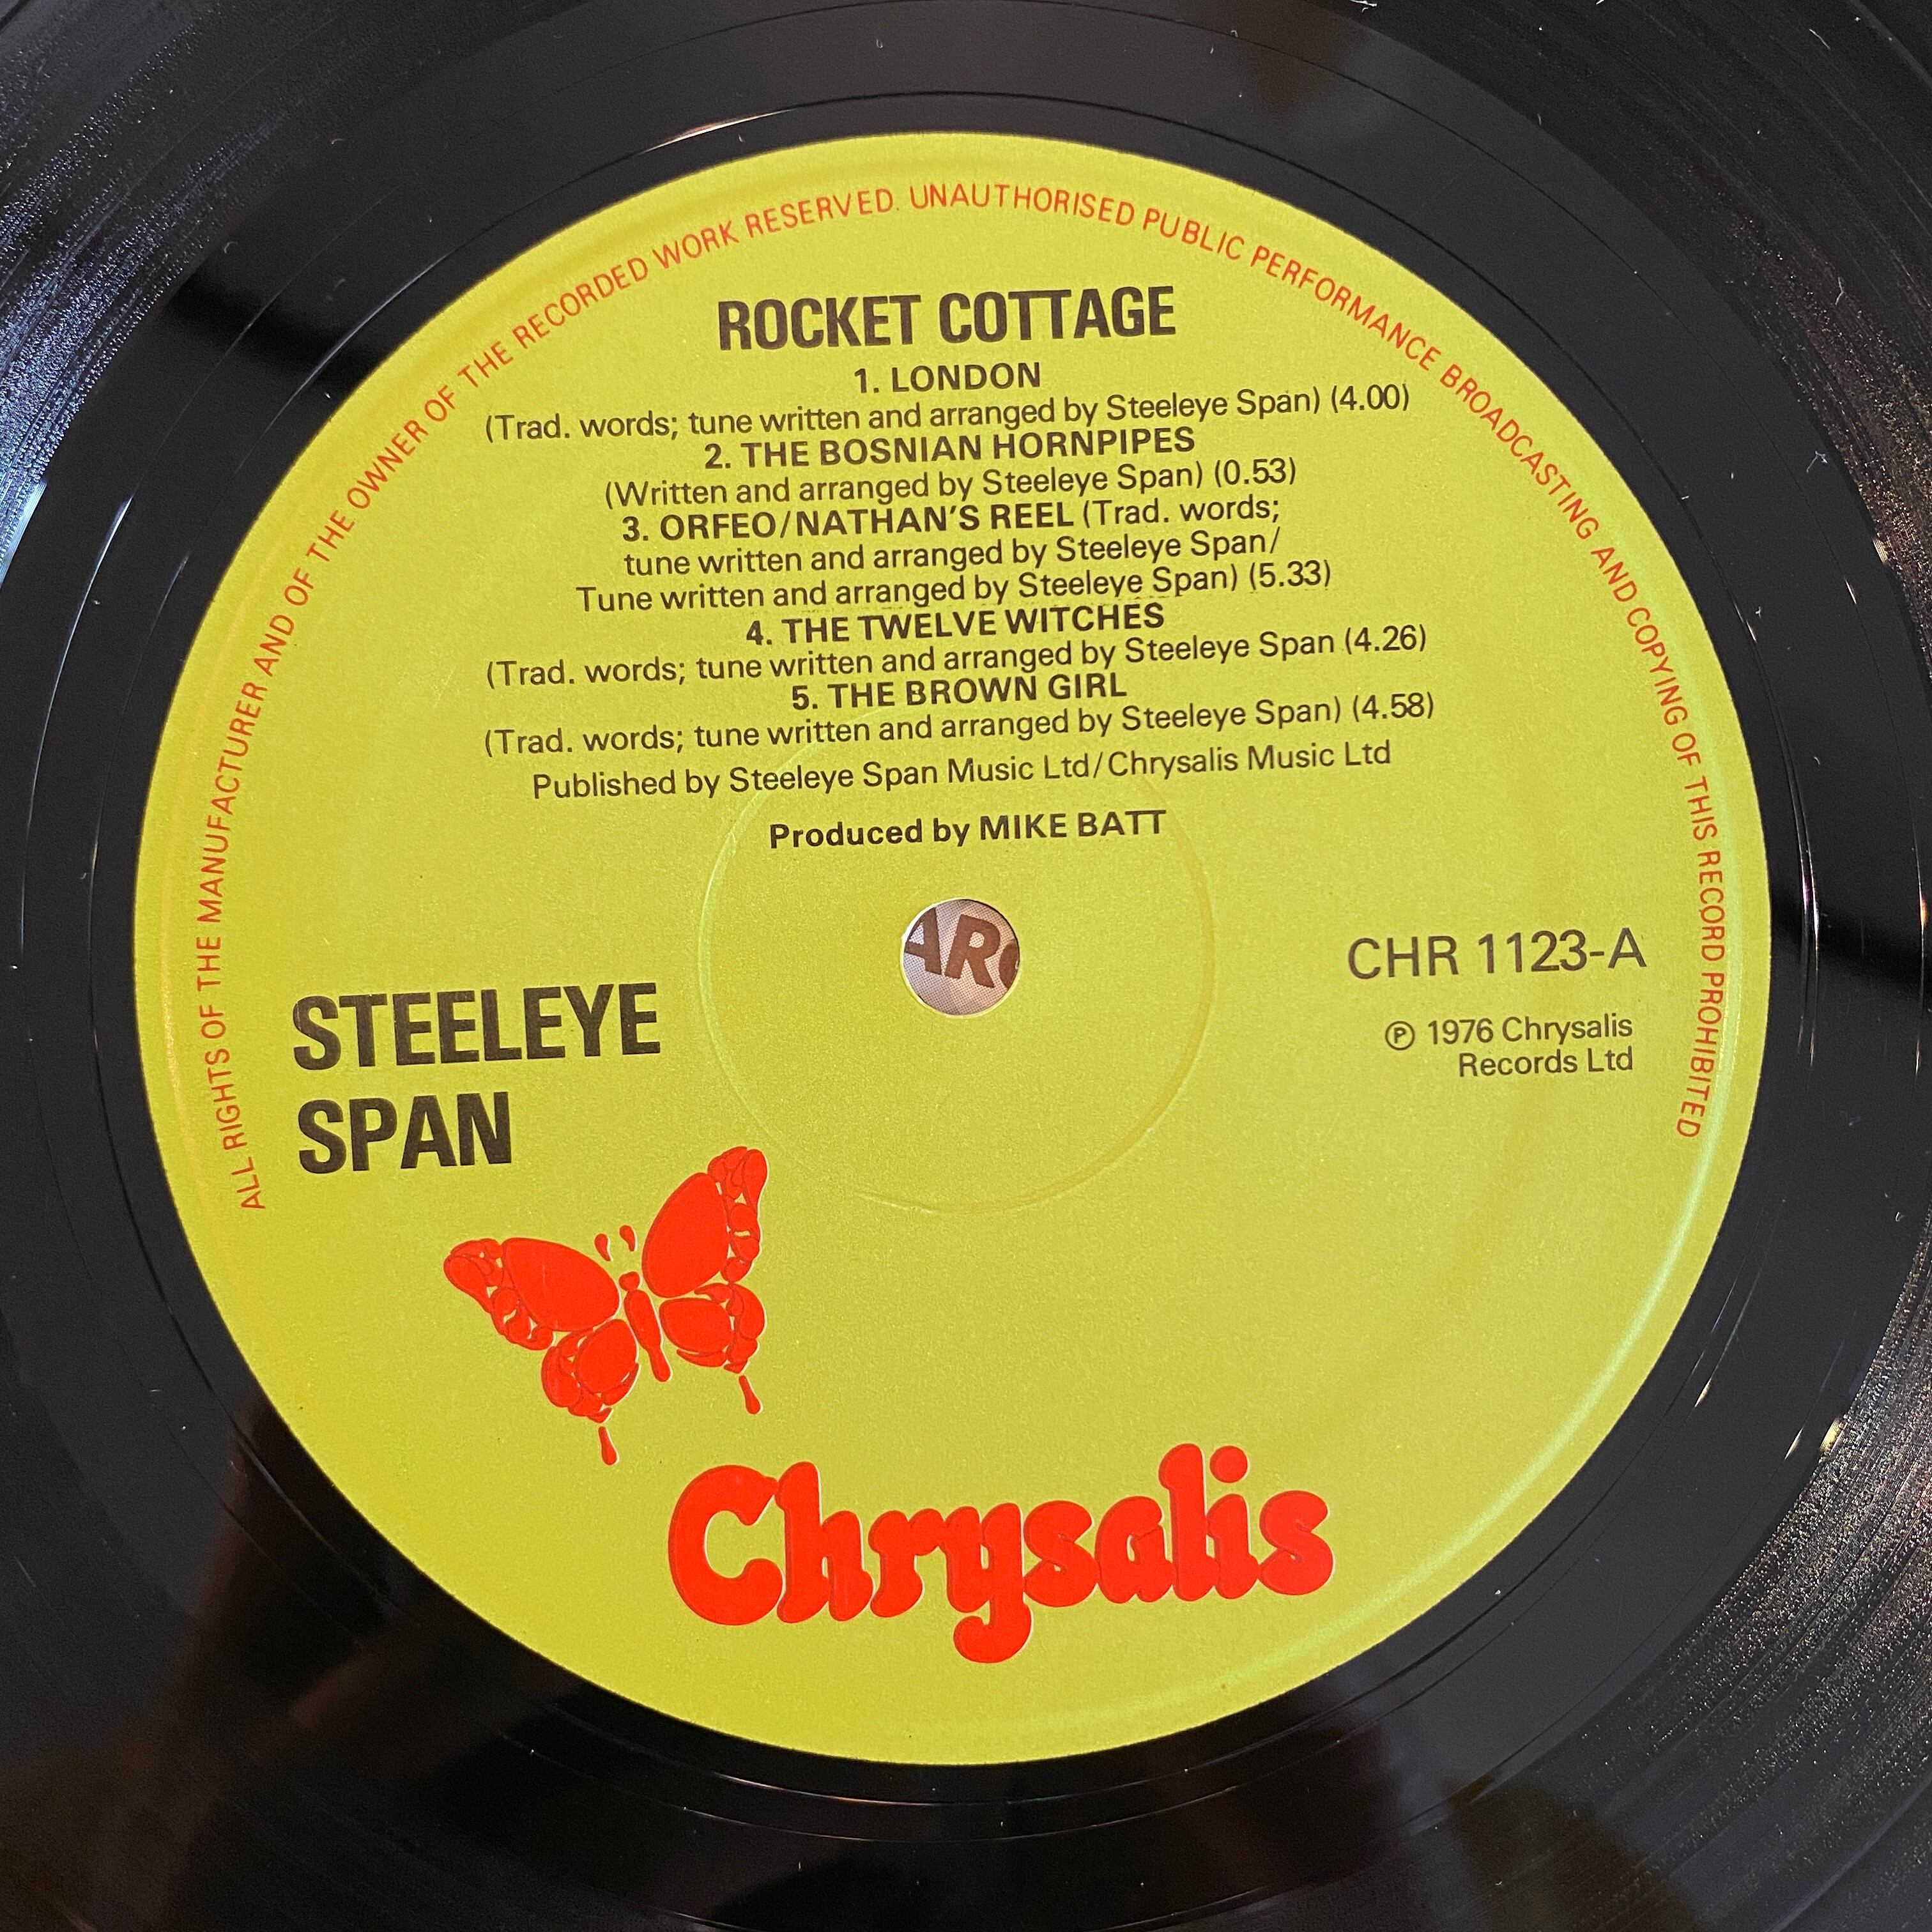 ALL RIGHTS OF THE MANUFACTURER AND OF THE OWNER OF THE RECORDED WORK RESERVED. UNAUTHORISED PUBLIC PERFORMANCE BROADCASTING AND COPYING OF THIS RECORD PROHIBITED
ROCKET COTTAGE
1. LONDON
(Trad. words; tune written and arranged by Steeleye Span) (4.00)
2. THE BOSNIAN HORNPIPES
(Written and arranged by Steeleye Span) (0.53)
3. ORFEO/NATHAN'S REEL (Trad. words;
tune written and arranged by Steeleye Span/
Tune written and arranged by Steeleye Span) (5.33)
4. THE TWELVE WITCHES
(Trad. words; tune written and arranged by Steeleye Span (4.26)
5. THE BROWN GIRL
(Trad. words; tune written and arranged by Steeleye Span) (4.58)
Published by Steeleye Span Music Ltd/Chrysalis Music Ltd
Produced by MIKE BATT
CHR 1123-A
℗ 1976 Chrysalis
Records Ltd
STEELEYE
SPAN
Chrysalis